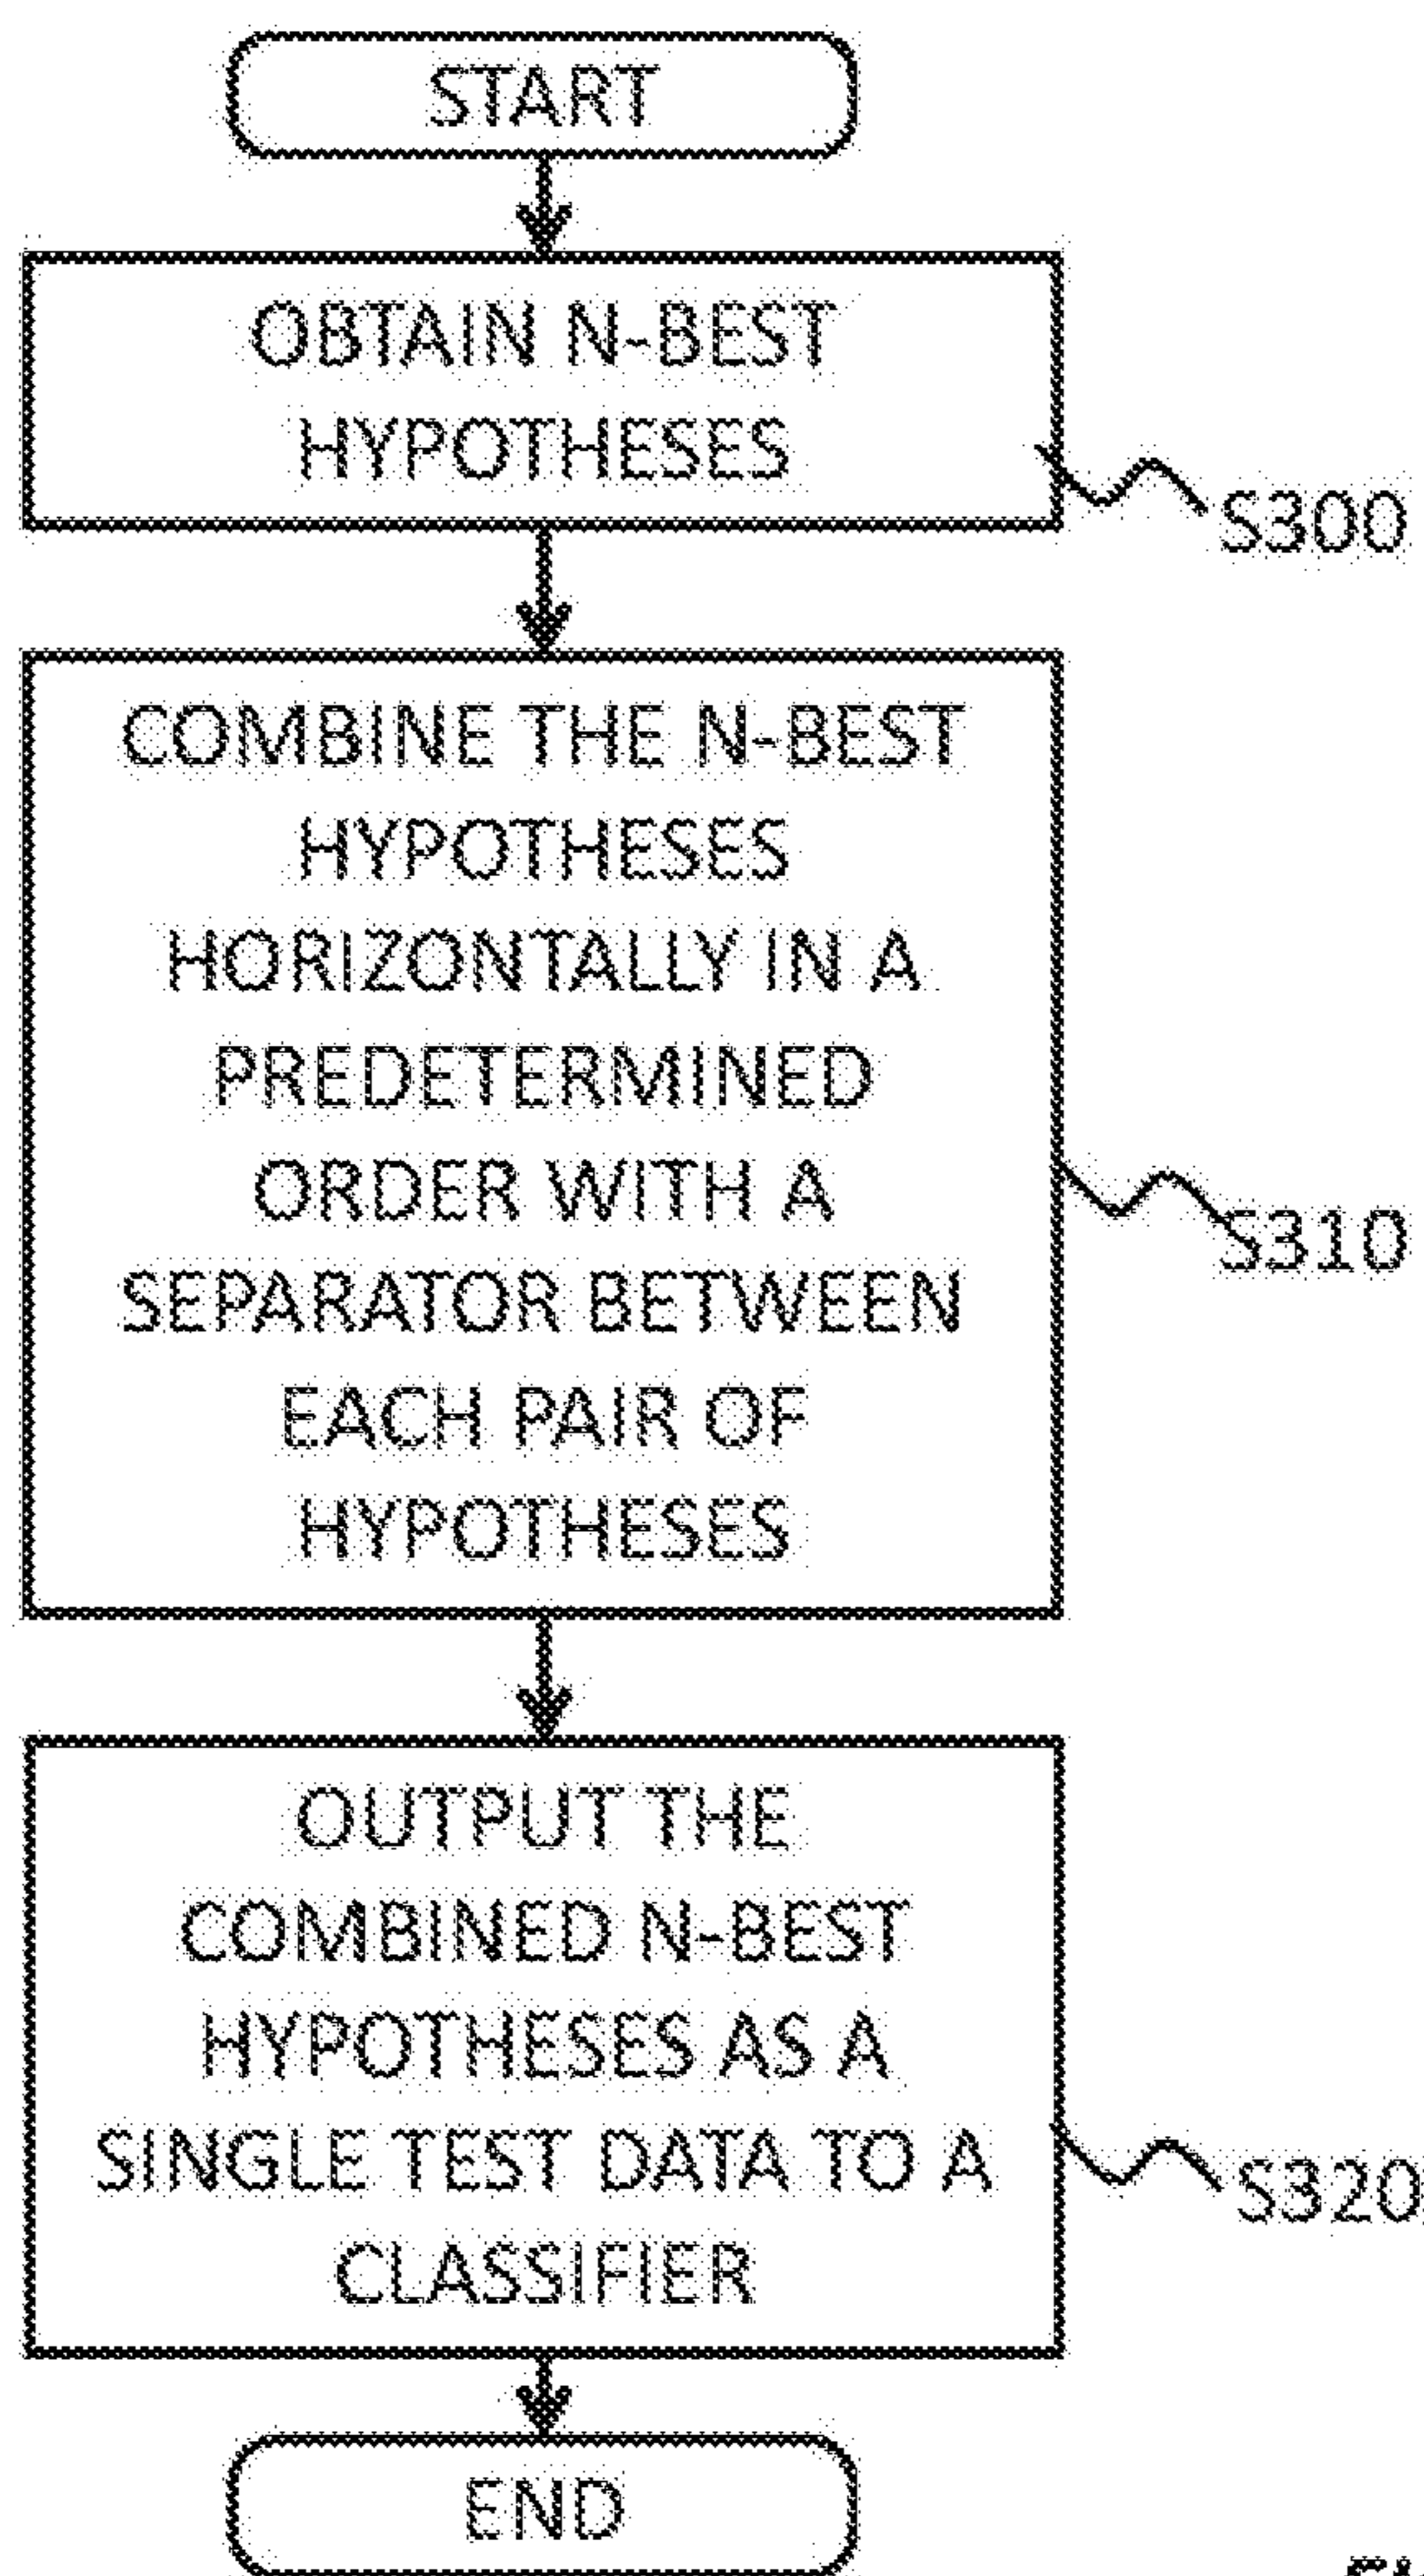 START
OBTAIN N-BEST
HYPOTHESES
S300
COMBINE THE N-BEST
HYPOTHESES
HORIZONTALLY IN A
PREDETERMINED
ORDER WITH A
SEPARATOR BETWEEN
EACH PAIR OF
HYPOTHESES
S310
OUTPUT THE
COMBINED N-BEST
HYPOTHESES AS A
SINGLE TEST DATA TO A
CLASSIFIER
S320
END